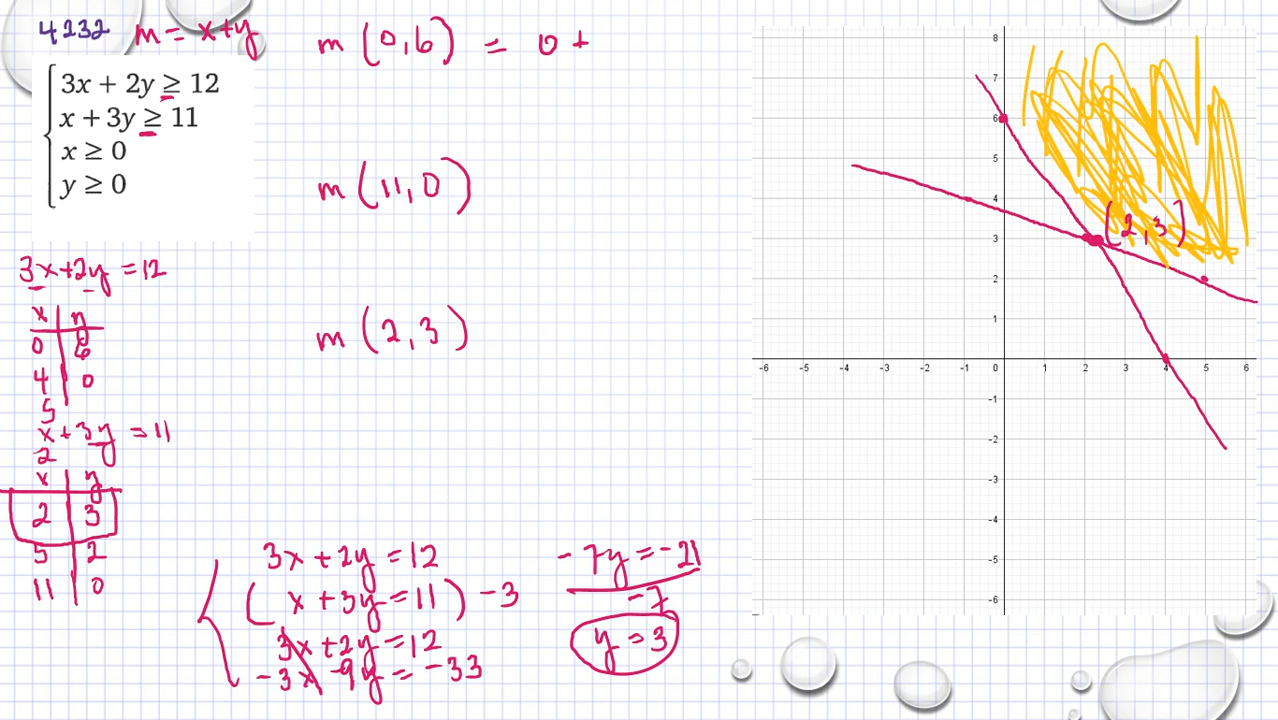 4232 m = x+y
3x + 2y ≥ 12
x + 3y ≥ 11
x ≥ 0
y ≥ 0
3x+2y =12
x y
0 6
4 0
5
x+3y =11
2
x y
2 3
5 2
11 0
m (0,6) = 0 +
m (11,0)
m (2,3)
3x+2y =12
( x+3y=11 ) -3
3x+2y =12
-3x -9y = -33
-7y = -21
-7
y = 3
8
7
6
5
4
3
2
1
(2,3)
-6 -5 -4 -3 -2 -1 0 1 2 3 4 5 6
-1
-2
-3
-4
-5
-6